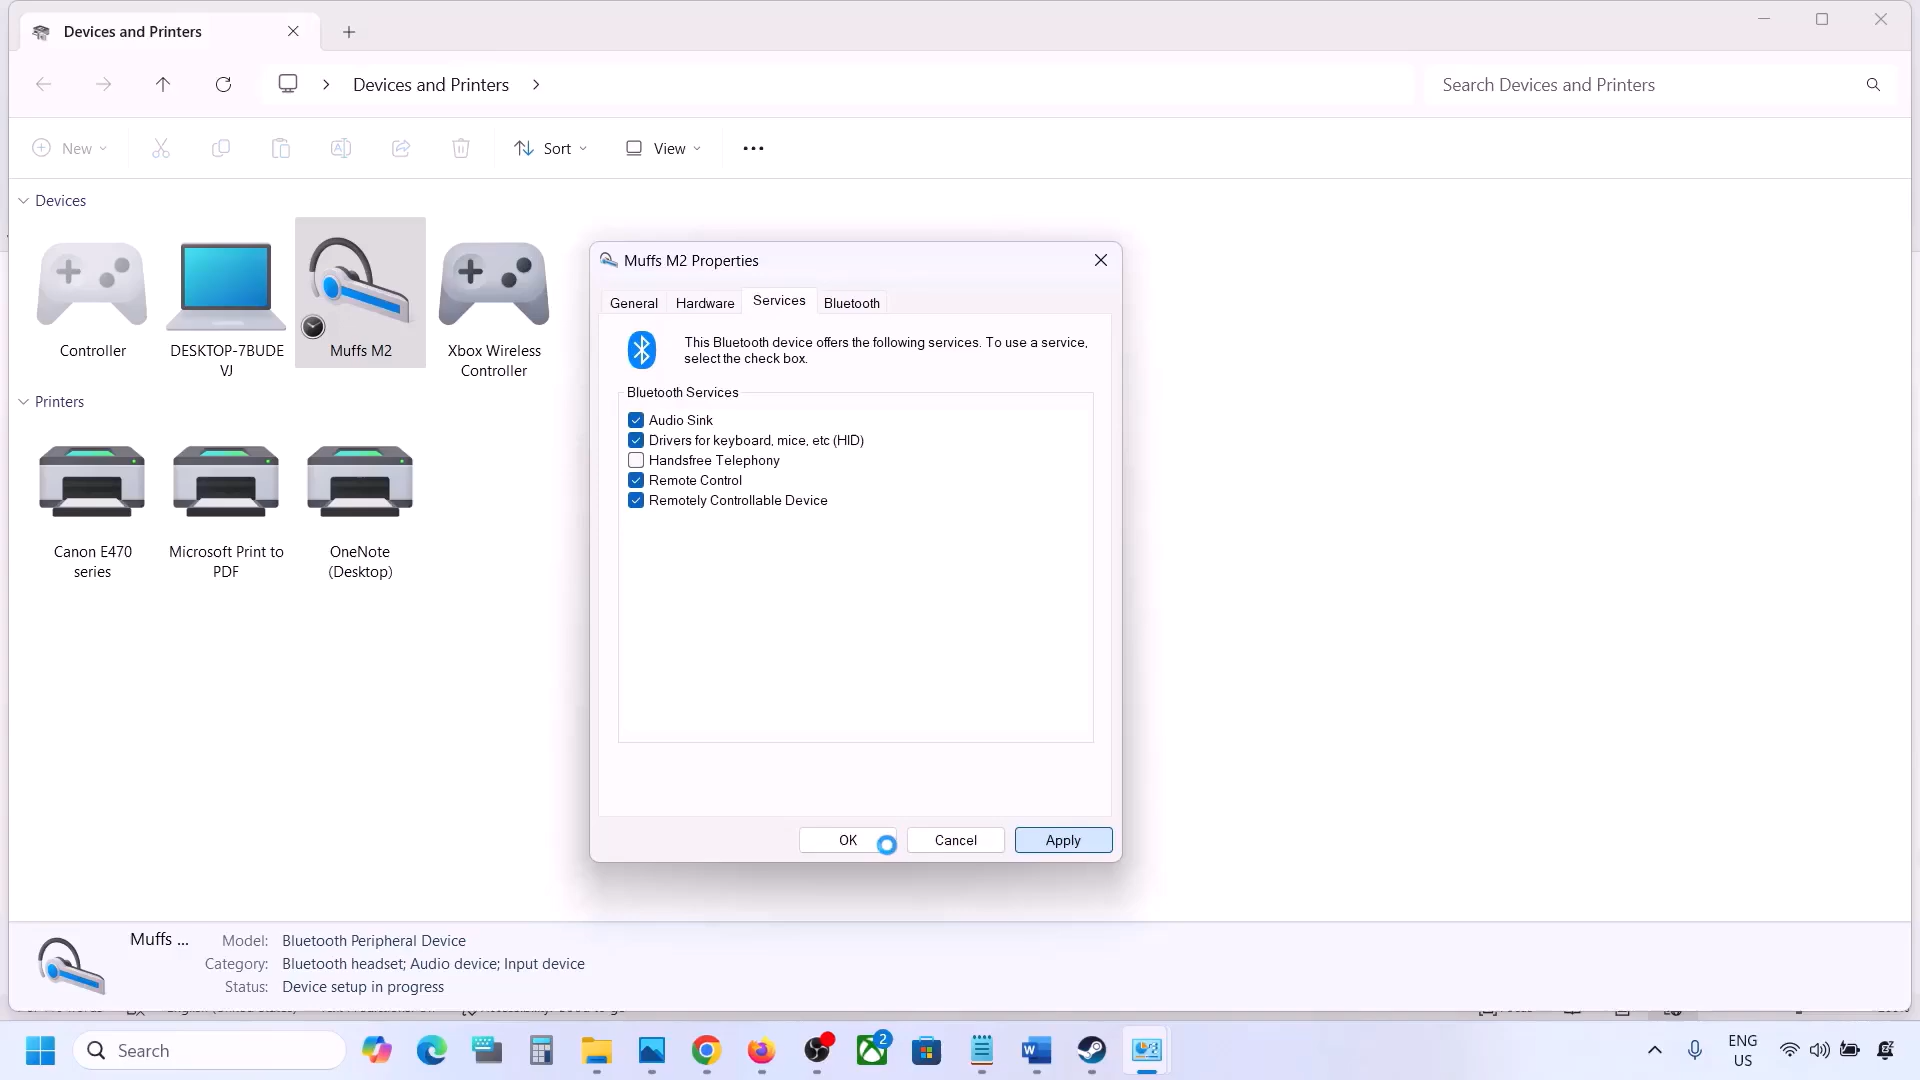 Devices and Printers
Devices and Printers
Search Devices and Printers
New
Sort
View
Devices
Controller
DESKTOP-7BUDE
VJ
Muffs M2
Xbox Wireless
Controller
Printers
Canon E470
series
Microsoft Print to
PDF
OneNote
(Desktop)
Muffs M2 Properties
General
Hardware
Services
Bluetooth
This Bluetooth device offers the following services. To use a service,
select the check box.
Bluetooth Services
Audio Sink
Drivers for keyboard, mice, etc (HID)
Handsfree Telephony
Remote Control
Remotely Controllable Device
OK
Cancel
Apply
Muffs ...
Model: Bluetooth Peripheral Device
Category: Bluetooth headset; Audio device; Input device
Status: Device setup in progress
Search
2
ENG
US